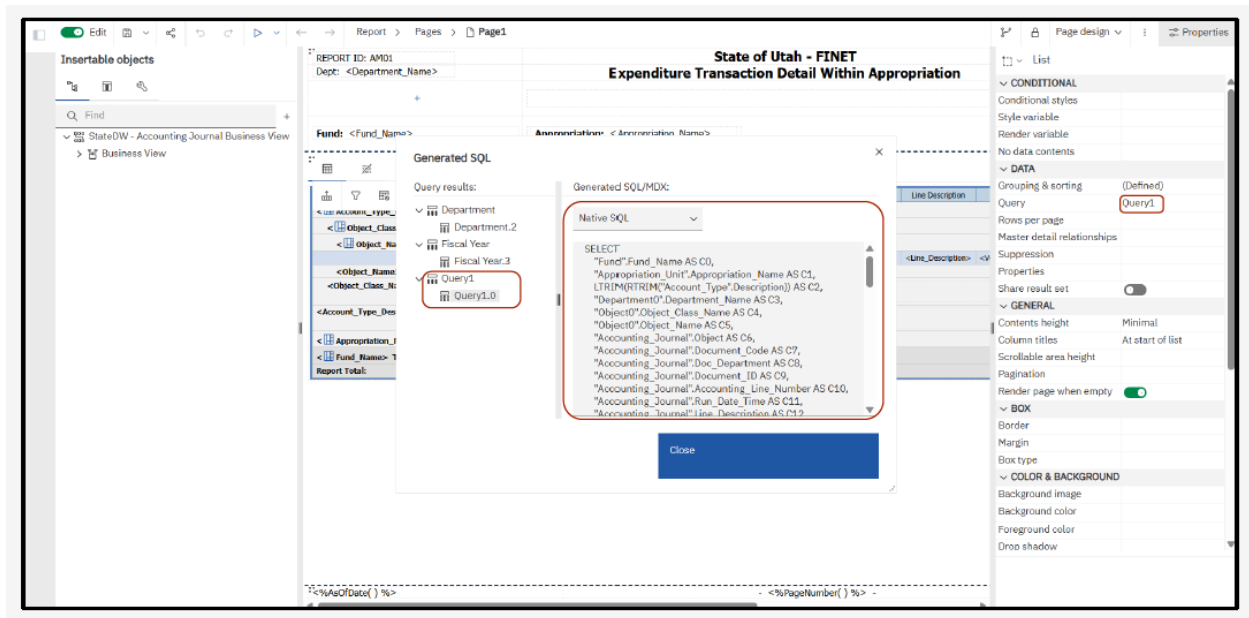 Edit
Report > Pages > Page1
Page design
Properties
Insertable objects
Find
StateDW - Accounting Journal Business View
Business View
REPORT ID: AM01
Dept: <Department_Name>
State of Utah - FINET
Expenditure Transaction Detail Within Appropriation
Fund: <Fund_Name>
Appropriation: <Appropriation_Name>
Line Description
<Account_Type_
<Object_Class
<Object_Na
<Line_Description>
<Object_Name
<Object_Class_N
<Account_Type_Des
<Appropriation_
<Fund_Name> T
Report Total:
<%AsOfDate( ) %>
- <%PageNumber( ) %> -
Generated SQL
Query results:
Department
Department.2
Fiscal Year
Fiscal Year.3
Query1
Query1.0
Generated SQL/MDX:
Native SQL
SELECT
"Fund".Fund_Name AS C0,
"Appropriation_Unit".Appropriation_Name AS C1,
LTRIM(RTRIM("Account_Type".Description)) AS C2,
"Department0".Department_Name AS C3,
"Object0".Object_Class_Name AS C4,
"Object0".Object_Name AS C5,
"Accounting_Journal".Object AS C6,
"Accounting_Journal".Document_Code AS C7,
"Accounting_Journal".Doc_Department AS C8,
"Accounting_Journal".Document_ID AS C9,
"Accounting_Journal".Accounting_Line_Number AS C10,
"Accounting_Journal".Run_Date_Time AS C11,
"Accounting_Journal".Line_Description AS C12
Close
List
CONDITIONAL
Conditional styles
Style variable
Render variable
No data contents
DATA
Grouping & sorting (Defined)
Query Query1
Rows per page
Master detail relationships
Suppression
Properties
Share result set
GENERAL
Contents height Minimal
Column titles At start of list
Scrollable area height
Pagination
Render page when empty
BOX
Border
Margin
Box type
COLOR & BACKGROUND
Background image
Background color
Foreground color
Drop shadow